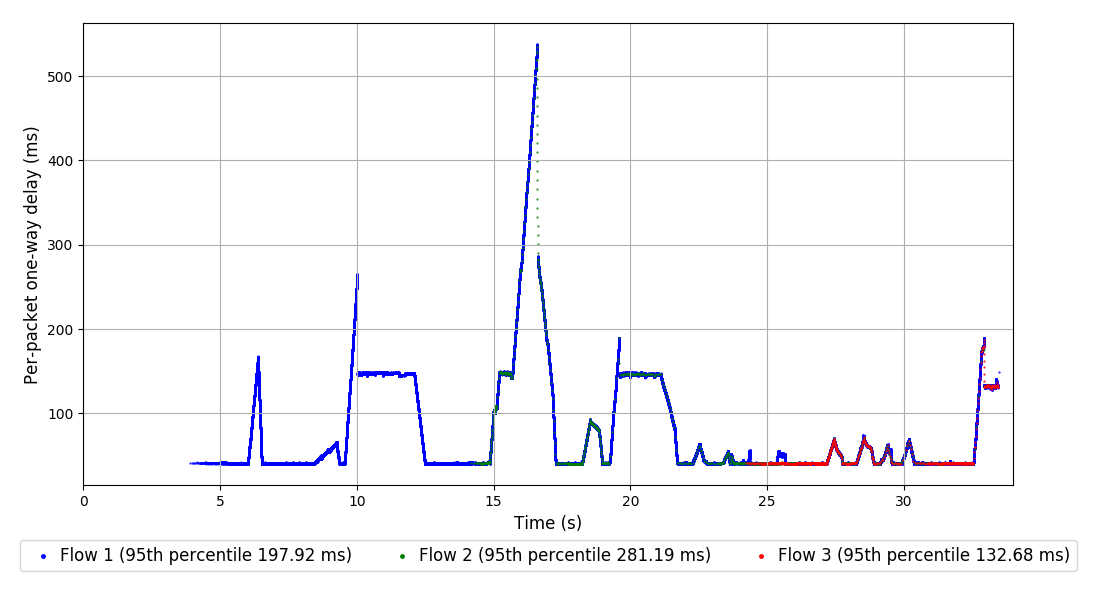 Per-packet one-way delay (ms)
500
400
300
200
100
0 5 10 15 20 25 30
Time (s)
Flow 1 (95th percentile 197.92 ms) Flow 2 (95th percentile 281.19 ms) Flow 3 (95th percentile 132.68 ms)